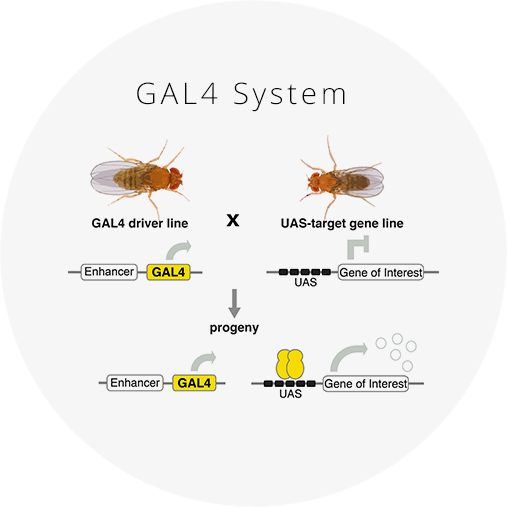 GAL4 System
GAL4 driver line
x
UAS-target gene line
Enhancer
GAL4
UAS
Gene of Interest
progeny
Enhancer
GAL4
UAS
Gene of Interest